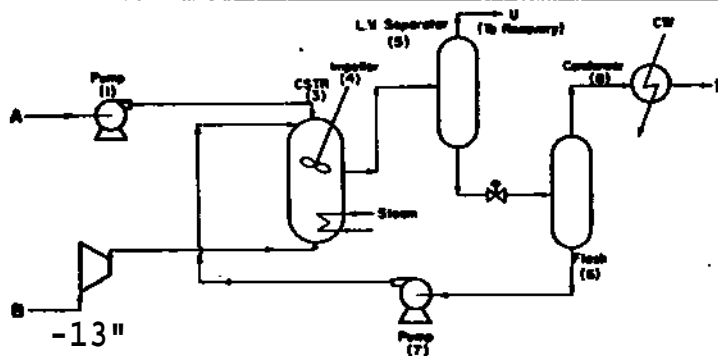 L.V Separator
(5)
U
(To Recovery)
CW
Impeller
(4)
Pump
(1)
CSTR
(3)
Condenser
(8)
A
Steam
Flash
(6)
B
-13"
Pump
(7)